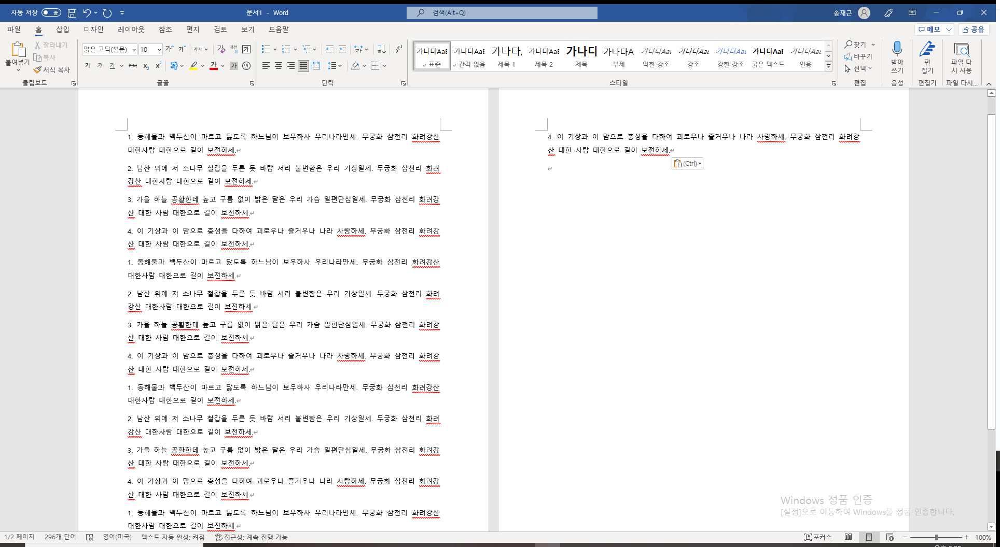 자동 저장 끔 문서1 - Word 검색(Alt+Q) 송재근
파일 홈 삽입 디자인 레이아웃 참조 편지 검토 보기 도움말 메모 공유
붙여넣기 잘라내기 복사 서식 복사
맑은 고딕(본문) 10
가나다AaB 가나다AaB 가나다, 가나다AaB 가나다 가나다A 가나다AaB 가나다AaB 가나다AaB 가나다AaB 가나다AaB
표준 간격 없음 제목 1 제목 2 제목 부제 약한 강조 강조 강한 강조 굵은 텍스트 인용
찾기 바꾸기 선택
받아쓰기 편집기 파일 다시 사용
클립보드 글꼴 단락 스타일 편집 음성 편집기 파일 다시...
1. 동해물과 백두산이 마르고 닳도록 하느님이 보우하사 우리나라만세. 무궁화 삼천리 화려강산
대한사람 대한으로 길이 보전하세.
2. 남산 위에 저 소나무 철갑을 두른 듯 바람 서리 불변함은 우리 기상일세. 무궁화 삼천리 화려
강산 대한사람 대한으로 길이 보전하세.
3. 가을 하늘 공활한데 높고 구름 없이 밝은 달은 우리 가슴 일편단심일세. 무궁화 삼천리 화려강
산 대한 사람 대한으로 길이 보전하세.
4. 이 기상과 이 맘으로 충성을 다하여 괴로우나 즐거우나 나라 사랑하세. 무궁화 삼천리 화려강
산 대한 사람 대한으로 길이 보전하세.
1. 동해물과 백두산이 마르고 닳도록 하느님이 보우하사 우리나라만세. 무궁화 삼천리 화려강산
대한사람 대한으로 길이 보전하세.
2. 남산 위에 저 소나무 철갑을 두른 듯 바람 서리 불변함은 우리 기상일세. 무궁화 삼천리 화려
강산 대한사람 대한으로 길이 보전하세.
3. 가을 하늘 공활한데 높고 구름 없이 밝은 달은 우리 가슴 일편단심일세. 무궁화 삼천리 화려강
산 대한 사람 대한으로 길이 보전하세.
4. 이 기상과 이 맘으로 충성을 다하여 괴로우나 즐거우나 나라 사랑하세. 무궁화 삼천리 화려강
산 대한 사람 대한으로 길이 보전하세.
1. 동해물과 백두산이 마르고 닳도록 하느님이 보우하사 우리나라만세. 무궁화 삼천리 화려강산
대한사람 대한으로 길이 보전하세.
2. 남산 위에 저 소나무 철갑을 두른 듯 바람 서리 불변함은 우리 기상일세. 무궁화 삼천리 화려
강산 대한사람 대한으로 길이 보전하세.
3. 가을 하늘 공활한데 높고 구름 없이 밝은 달은 우리 가슴 일편단심일세. 무궁화 삼천리 화려강
산 대한 사람 대한으로 길이 보전하세.
4. 이 기상과 이 맘으로 충성을 다하여 괴로우나 즐거우나 나라 사랑하세. 무궁화 삼천리 화려강
산 대한 사람 대한으로 길이 보전하세.
1. 동해물과 백두산이 마르고 닳도록 하느님이 보우하사 우리나라만세. 무궁화 삼천리 화려강산
대한사람 대한으로 길이 보전하세.
4. 이 기상과 이 맘으로 충성을 다하여 괴로우나 즐거우나 나라 사랑하세. 무궁화 삼천리 화려강
산 대한 사람 대한으로 길이 보전하세.
(Ctrl)
Windows 정품 인증
[설정]으로 이동하여 Windows를 정품 인증합니다.
1/2 페이지 296개 단어 영어(미국) 텍스트 자동 완성: 켜짐 접근성: 계속 진행 가능 포커스 100%